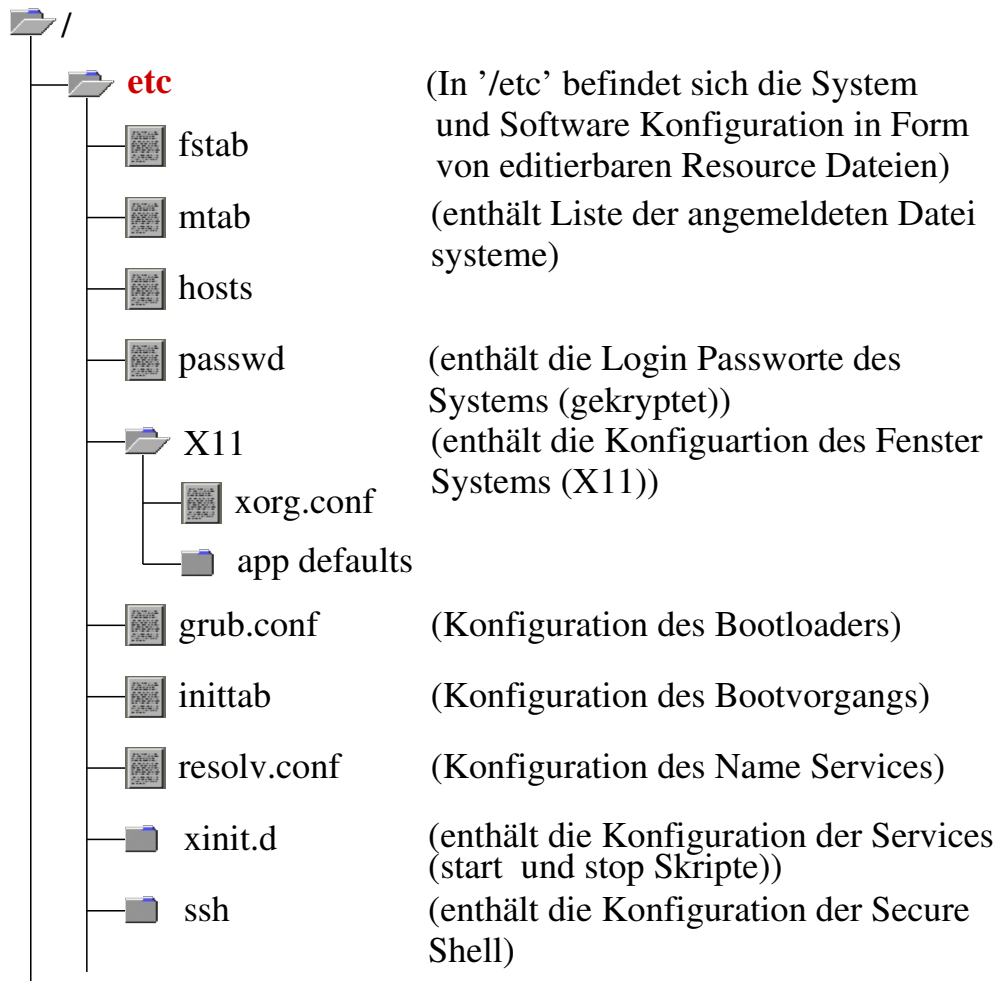 /
etc (In '/etc' befindet sich die System
und Software Konfiguration in Form
fstab
von editierbaren Resource Dateien)
mtab (enthält Liste der angemeldeten Datei
systeme)
hosts
passwd (enthält die Login Passworte des
Systems (gekryptet))
X11 (enthält die Konfiguartion des Fenster
Systems (X11))
xorg.conf
app defaults
grub.conf (Konfiguration des Bootloaders)
inittab (Konfiguration des Bootvorgangs)
resolv.conf (Konfiguration des Name Services)
xinit.d (enthält die Konfiguration der Services
(start und stop Skripte))
ssh (enthält die Konfiguration der Secure
Shell)